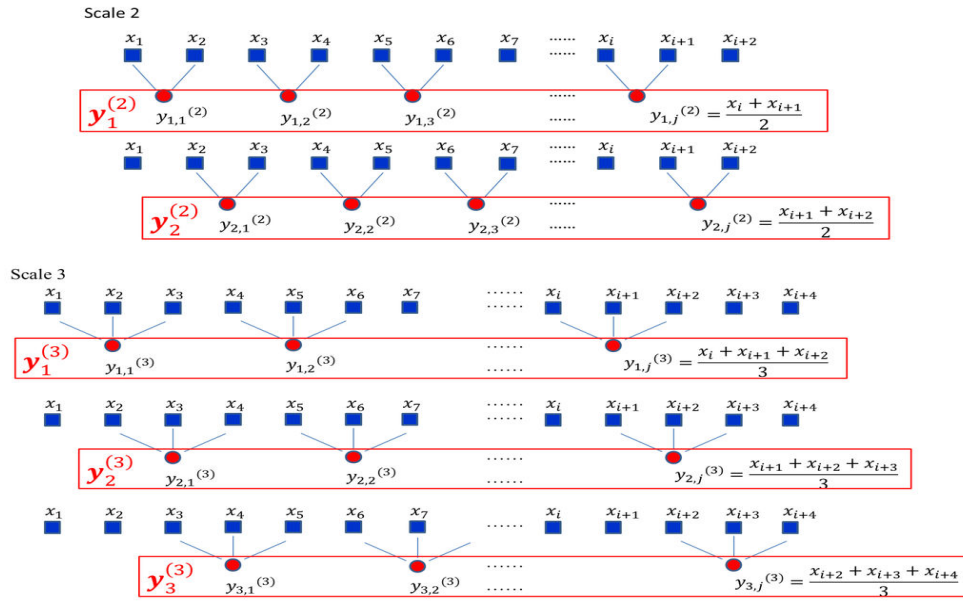 Scale 2
x₁ x₂ x₃ x₄ x₅ x₆ x₇ ...... xᵢ xᵢ₊₁ xᵢ₊₂
......
y₁⁽²⁾ y₁,₁⁽²⁾ y₁,₂⁽²⁾ y₁,₃⁽²⁾ ...... ...... y₁,ⱼ⁽²⁾ = (xᵢ + xᵢ₊₁)/2
x₁ x₂ x₃ x₄ x₅ x₆ x₇ ...... xᵢ xᵢ₊₁ xᵢ₊₂
......
y₂⁽²⁾ y₂,₁⁽²⁾ y₂,₂⁽²⁾ y₂,₃⁽²⁾ ...... ...... y₂,ⱼ⁽²⁾ = (xᵢ₊₁ + xᵢ₊₂)/2
Scale 3
x₁ x₂ x₃ x₄ x₅ x₆ x₇ ...... xᵢ xᵢ₊₁ xᵢ₊₂ xᵢ₊₃ xᵢ₊₄
......
y₁⁽³⁾ y₁,₁⁽³⁾ y₁,₂⁽³⁾ ...... ...... y₁,ⱼ⁽³⁾ = (xᵢ + xᵢ₊₁ + xᵢ₊₂)/3
x₁ x₂ x₃ x₄ x₅ x₆ x₇ ...... xᵢ xᵢ₊₁ xᵢ₊₂ xᵢ₊₃ xᵢ₊₄
......
y₂⁽³⁾ y₂,₁⁽³⁾ y₂,₂⁽³⁾ ...... ...... y₂,ⱼ⁽³⁾ = (xᵢ₊₁ + xᵢ₊₂ + xᵢ₊₃)/3
x₁ x₂ x₃ x₄ x₅ x₆ x₇ ...... xᵢ xᵢ₊₁ xᵢ₊₂ xᵢ₊₃ xᵢ₊₄
y₃⁽³⁾ y₃,₁⁽³⁾ y₃,₂⁽³⁾ ...... ...... y₃,ⱼ⁽³⁾ = (xᵢ₊₂ + xᵢ₊₃ + xᵢ₊₄)/3